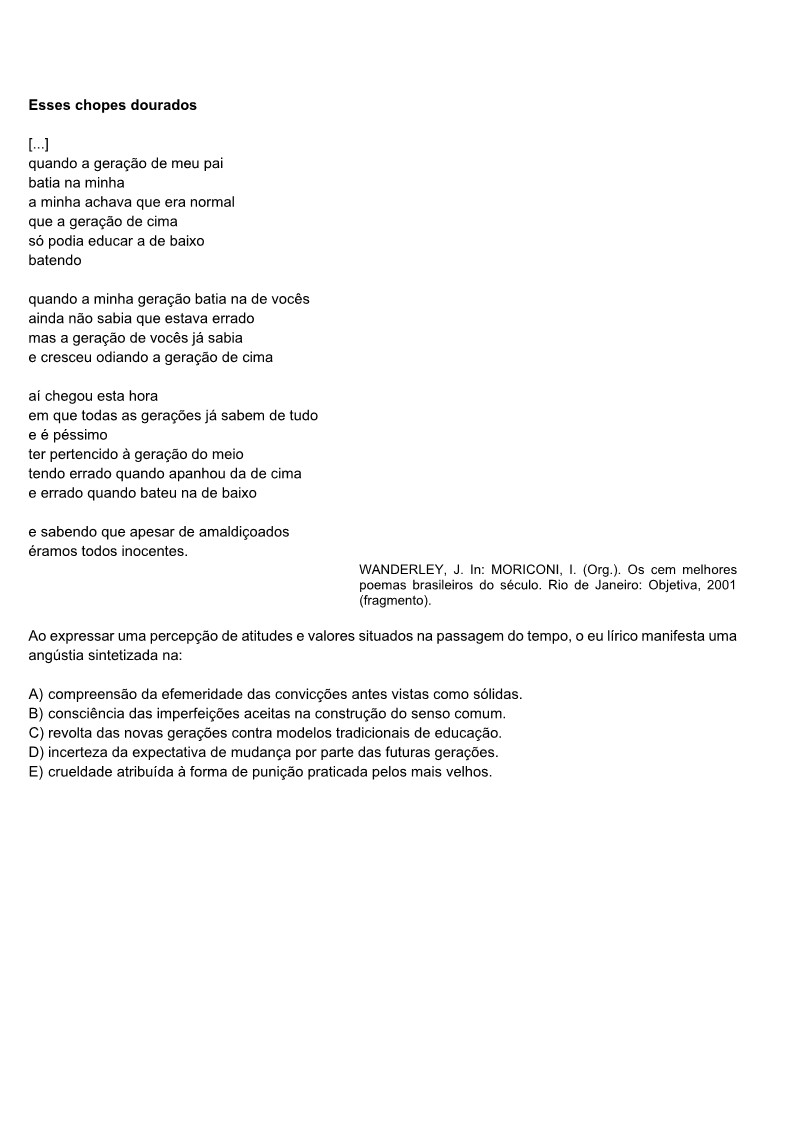 Esses chopes dourados
[...]
quando a geração de meu pai
batia na minha
a minha achava que era normal
que a geração de cima
só podia educar a de baixo
batendo
quando a minha geração batia na de vocês
ainda não sabia que estava errado
mas a geração de vocês já sabia
e cresceu odiando a geração de cima
aí chegou esta hora
em que todas as gerações já sabem de tudo
e é péssimo
ter pertencido à geração do meio
tendo errado quando apanhou da de cima
e errado quando bateu na de baixo
e sabendo que apesar de amaldiçoados
éramos todos inocentes.
WANDERLEY, J. In: MORICONI, I. (Org.). Os cem melhores
poemas brasileiros do século. Rio de Janeiro: Objetiva, 2001
(fragmento).
Ao expressar uma percepção de atitudes e valores situados na passagem do tempo, o eu lírico manifesta uma
angústia sintetizada na:
A) compreensão da efemeridade das convicções antes vistas como sólidas.
B) consciência das imperfeições aceitas na construção do senso comum.
C) revolta das novas gerações contra modelos tradicionais de educação.
D) incerteza da expectativa de mudança por parte das futuras gerações.
E) crueldade atribuída à forma de punição praticada pelos mais velhos.